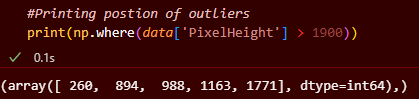 #Printing postion of outliers
print(np.where(data['PixelHeight'] > 1900))
0.1s
(array([ 260,  894,  988, 1163, 1771], dtype=int64),)